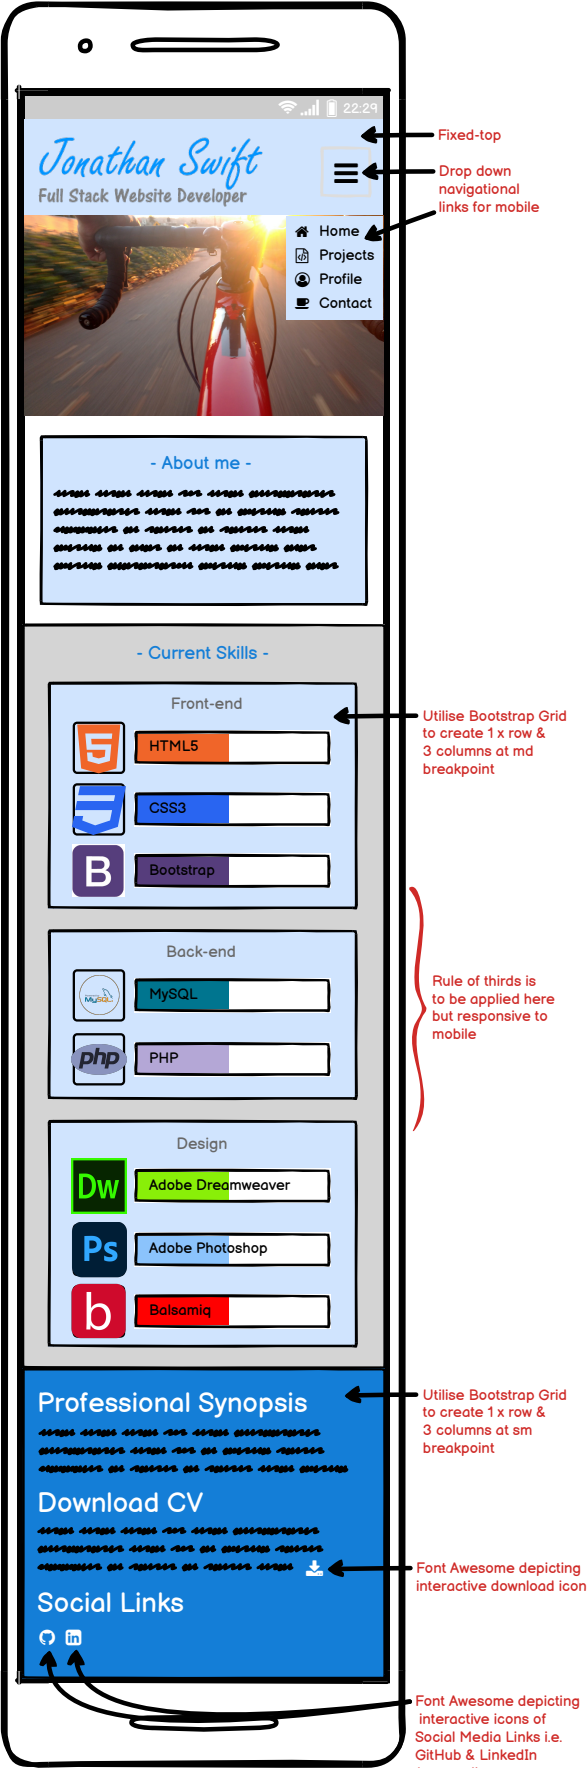 22:29
Jonathan Swift
Full Stack Website Developer
Fixed-top
Drop down
navigational
links for mobile
Home
Projects
Profile
Contact
- About me -
- Current Skills -
Front-end
HTML5
CSS3
B
Bootstrap
Utilise Bootstrap Grid
to create 1 x row &
3 columns at md
breakpoint
Back-end
MySQL
MySQL
php
PHP
Rule of thirds is
to be applied here
but responsive to
mobile
Design
Dw
Adobe Dreamweaver
Ps
Adobe Photoshop
b
Balsamiq
Professional Synopsis
Utilise Bootstrap Grid
to create 1 x row &
3 columns at sm
breakpoint
Download CV
Font Awesome depicting
interactive download icon
Social Links
in
Font Awesome depicting
interactive icons of
Social Media Links i.e.
GitHub & LinkedIn